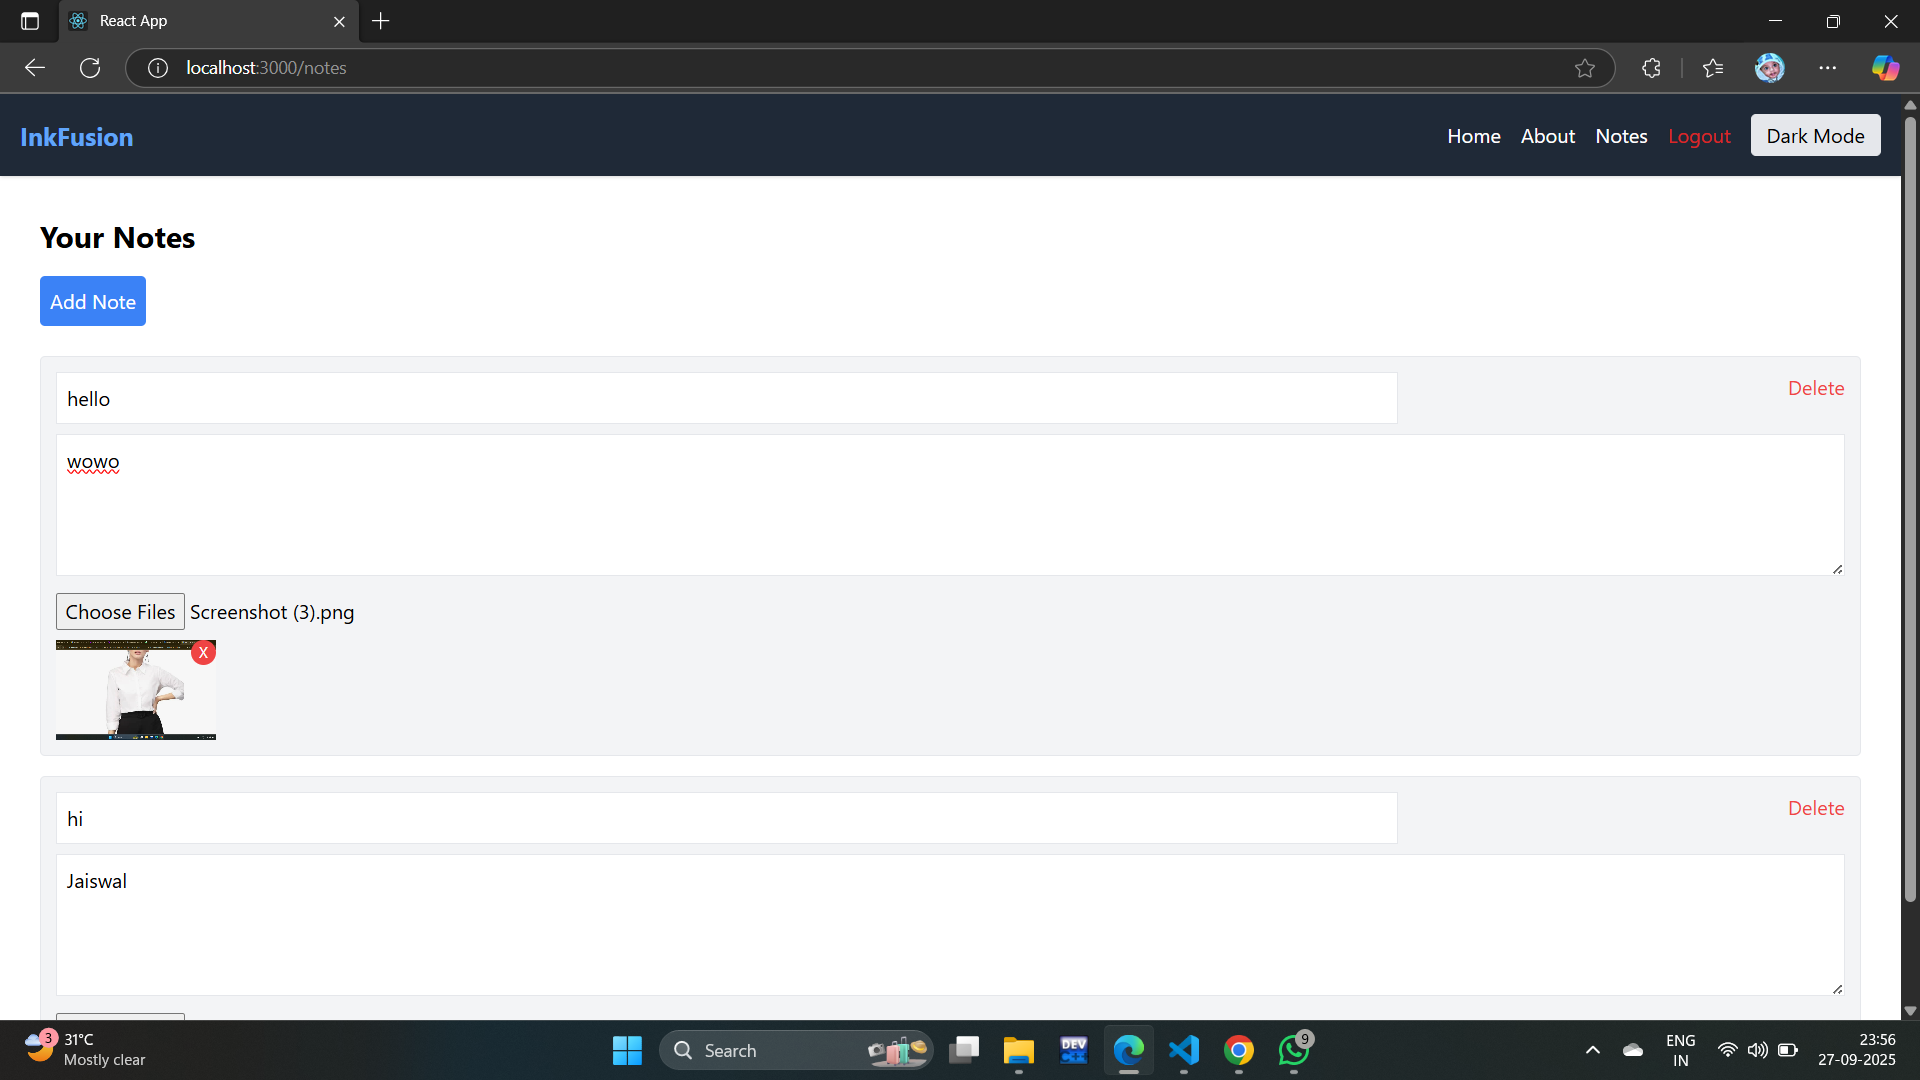 React App
localhost:3000/notes
InkFusion
Home About Notes Logout Dark Mode
Your Notes
Add Note
hello
Delete
wowo
Choose Files Screenshot (3).png
X
hi
Delete
Jaiswal
3
31°C
Mostly clear
Search
DEV
C++
9
ENG
IN
23:56
27-09-2025